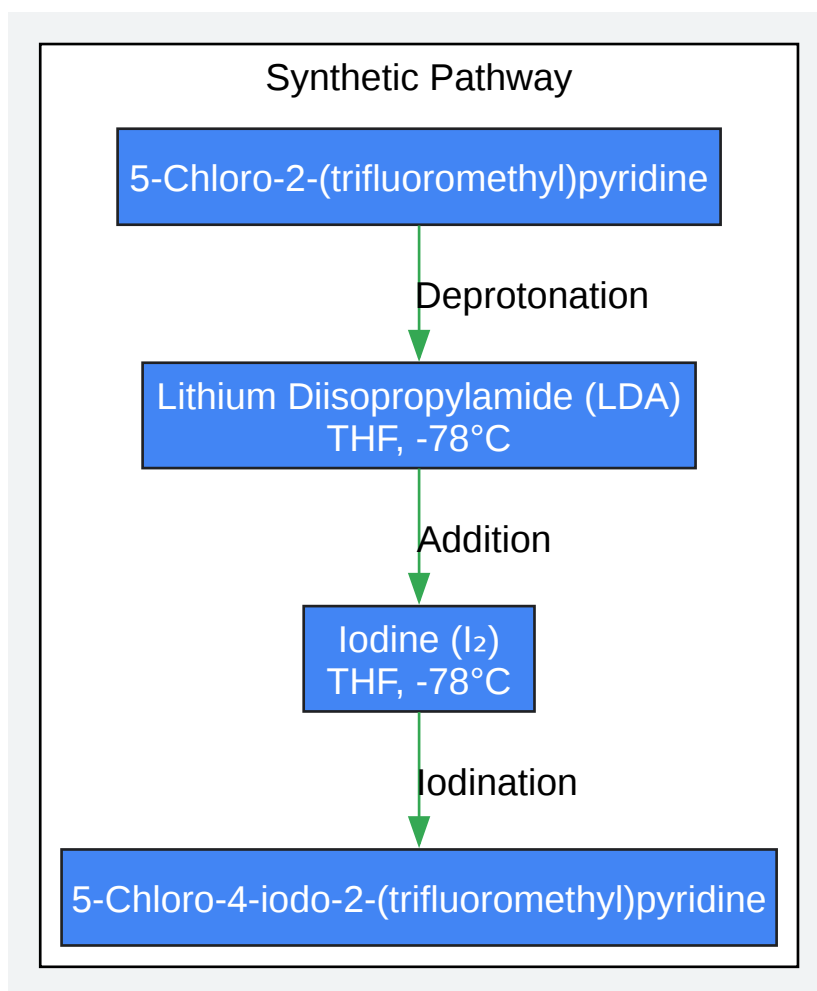 Synthetic Pathway
5-Chloro-2-(trifluoromethyl)pyridine
Deprotonation
Lithium Diisopropylamide (LDA)
THF, -78°C
Addition
Iodine (I₂)
THF, -78°C
Iodination
5-Chloro-4-iodo-2-(trifluoromethyl)pyridine